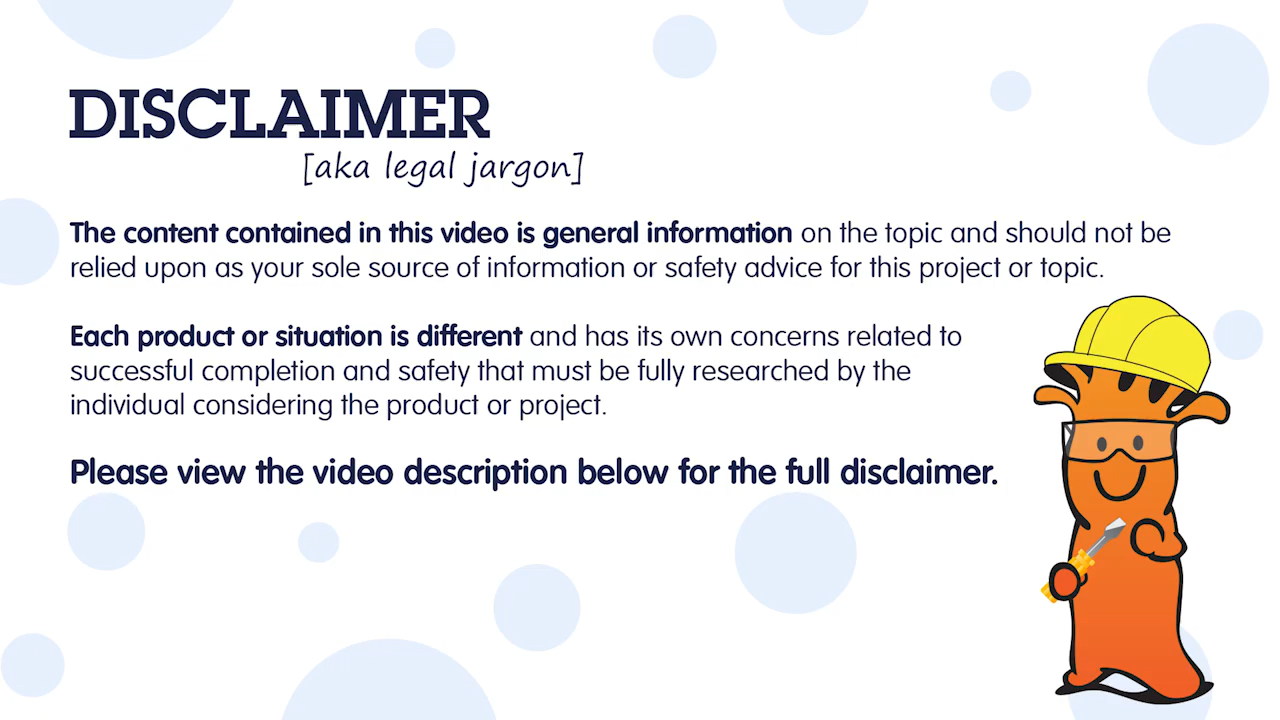 DISCLAIMER
[aka legal jargon]
The content contained in this video is general information on the topic and should not be
relied upon as your sole source of information or safety advice for this project or topic.
Each product or situation is different and has its own concerns related to
successful completion and safety that must be fully researched by the
individual considering the product or project.
Please view the video description below for the full disclaimer.